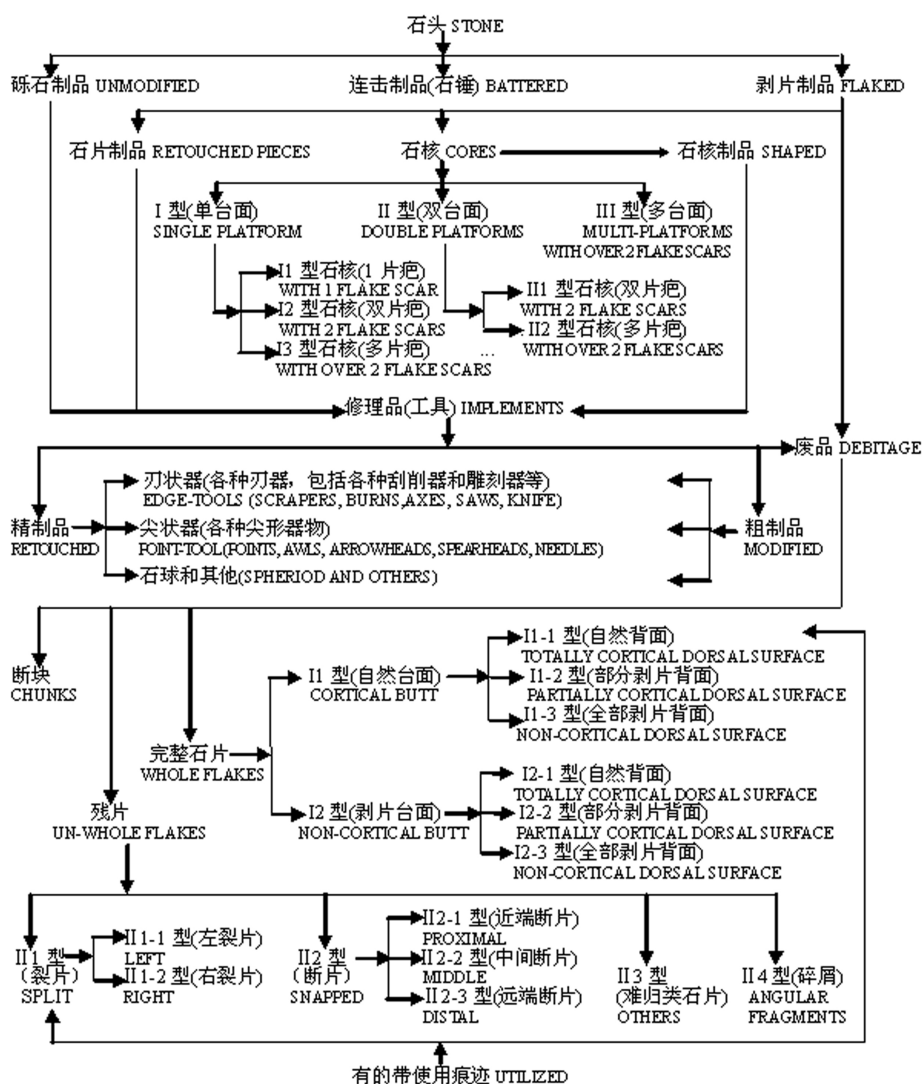 石头 STONE
砾石制品 UNMODIFIED
连击制品(石锤) BATTERED
剥片制品 FLAKED
石片制品 RETOUCHED PIECES
石核 CORES
石核制品 SHAPED
I 型(单台面)
SINGLE PLATFORM
II 型(双台面)
DOUBLE PLATFORMS
III 型(多台面)
MULTI-PLATFORMS
WITH OVER 2 FLAKE SCARS
I1 型石核(1 片疤)
WITH 1 FLAKE SCAR
I2 型石核(双片疤)
WITH 2 FLAKE SCARS
I3 型石核(多片疤)
WITH OVER 2 FLAKE SCARS
...
II1 型石核(双片疤)
WITH 2 FLAKE SCARS
II2 型石核(多片疤)
WITH OVER 2 FLAKE SCARS
修理品(工具) IMPLEMENTS
废品 DEBITAGE
精制品
RETOUCHED
刃状器(各种刃器，包括各种刮削器和雕刻器等)
EDGE-TOOLS (SCRAPERS, BURNS,AXES, SAWS, KNIFE)
尖状器(各种尖形器物)
POINT-TOOL(POINTS, AWLS, ARROWHEADS, SPEARHEADS, NEEDLES)
石球和其他(SPHERIOD AND OTHERS)
粗制品
MODIFIED
断块
CHUNKS
完整石片
WHOLE FLAKES
残片
UN-WHOLE FLAKES
I1 型(自然台面)
CORTICAL BUTT
I1-1 型(自然背面)
TOTALLY CORTICAL DORSAL SURFACE
I1-2 型(部分剥片背面)
PARTIALLY CORTICAL DORSAL SURFACE
I1-3 型(全部剥片背面)
NON-CORTICAL DORSAL SURFACE
I2 型(剥片台面)
NON-CORTICAL BUTT
I2-1 型(自然背面)
TOTALLY CORTICAL DORSAL SURFACE
I2-2 型(部分剥片背面)
PARTIALLY CORTICAL DORSAL SURFACE
I2-3 型(全部剥片背面)
NON-CORTICAL DORSAL SURFACE
II1 型
(裂片)
SPLIT
II1-1 型(左裂片)
LEFT
II1-2 型(右裂片)
RIGHT
II2 型
(断片)
SNAPPED
II2-1 型(近端断片)
PROXIMAL
II2-2 型(中间断片)
MIDDLE
II2-3 型(远端断片)
DISTAL
II3 型
(难归类石片)
OTHERS
II4 型(碎屑)
ANGULAR
FRAGMENTS
有的带使用痕迹 UTILIZED